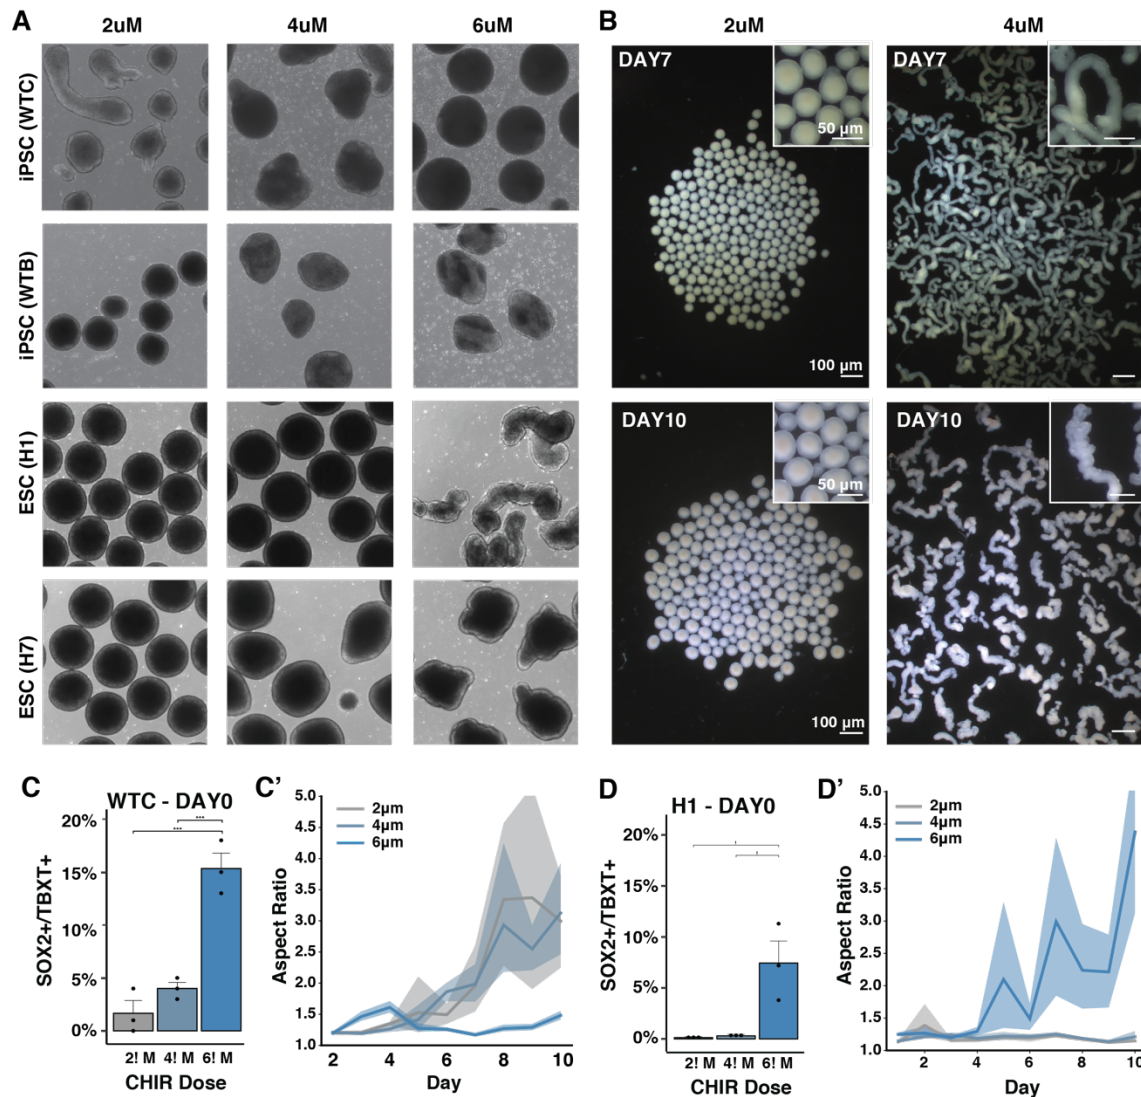 A
2uM
4uM
6uM
iPSC (WTC)
iPSC (WTB)
ESC (H1)
ESC (H7)
B
2uM
4uM
DAY7
50 µm
100 µm
DAY7
DAY10
50 µm
100 µm
DAY10
C
WTC - DAY0
SOX2+/TBXT+
20%
15%
10%
5%
0%
***
***
2! M 4! M 6! M
CHIR Dose
C'
Aspect Ratio
5.0
4.5
4.0
3.5
3.0
2.5
2.0
1.5
1.0
2µm
4µm
6µm
2 4 6 8 10
Day
D
H1 - DAY0
SOX2+/TBXT+
20%
15%
10%
5%
0%
2! M 4! M 6! M
CHIR Dose
D'
Aspect Ratio
5.0
4.5
4.0
3.5
3.0
2.5
2.0
1.5
1.0
2µm
4µm
6µm
2 4 6 8 10
Day